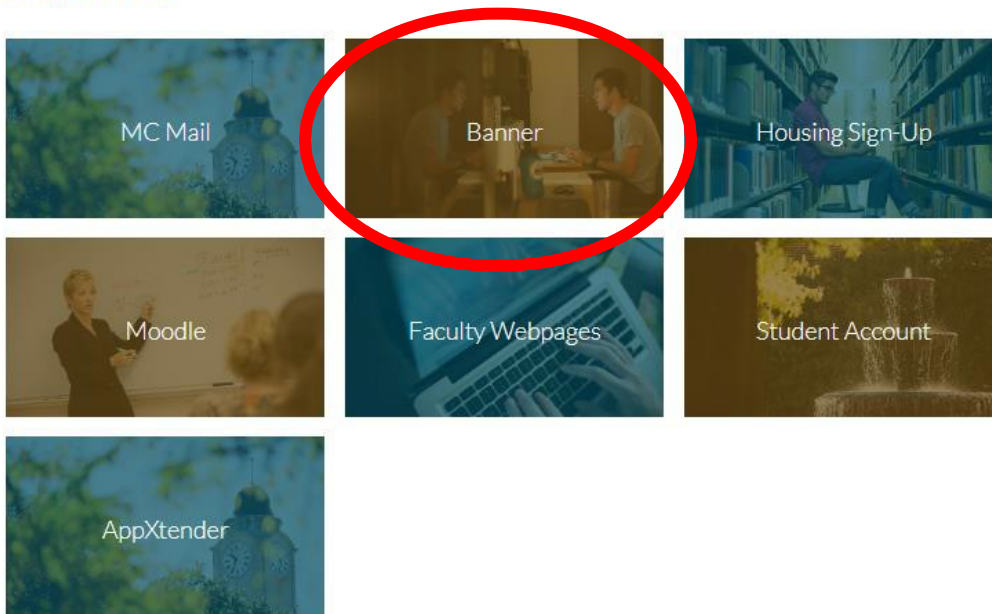 MC Mail
Banner
Housing Sign-Up
Moodle
Faculty Webpages
Student Account
AppXtender